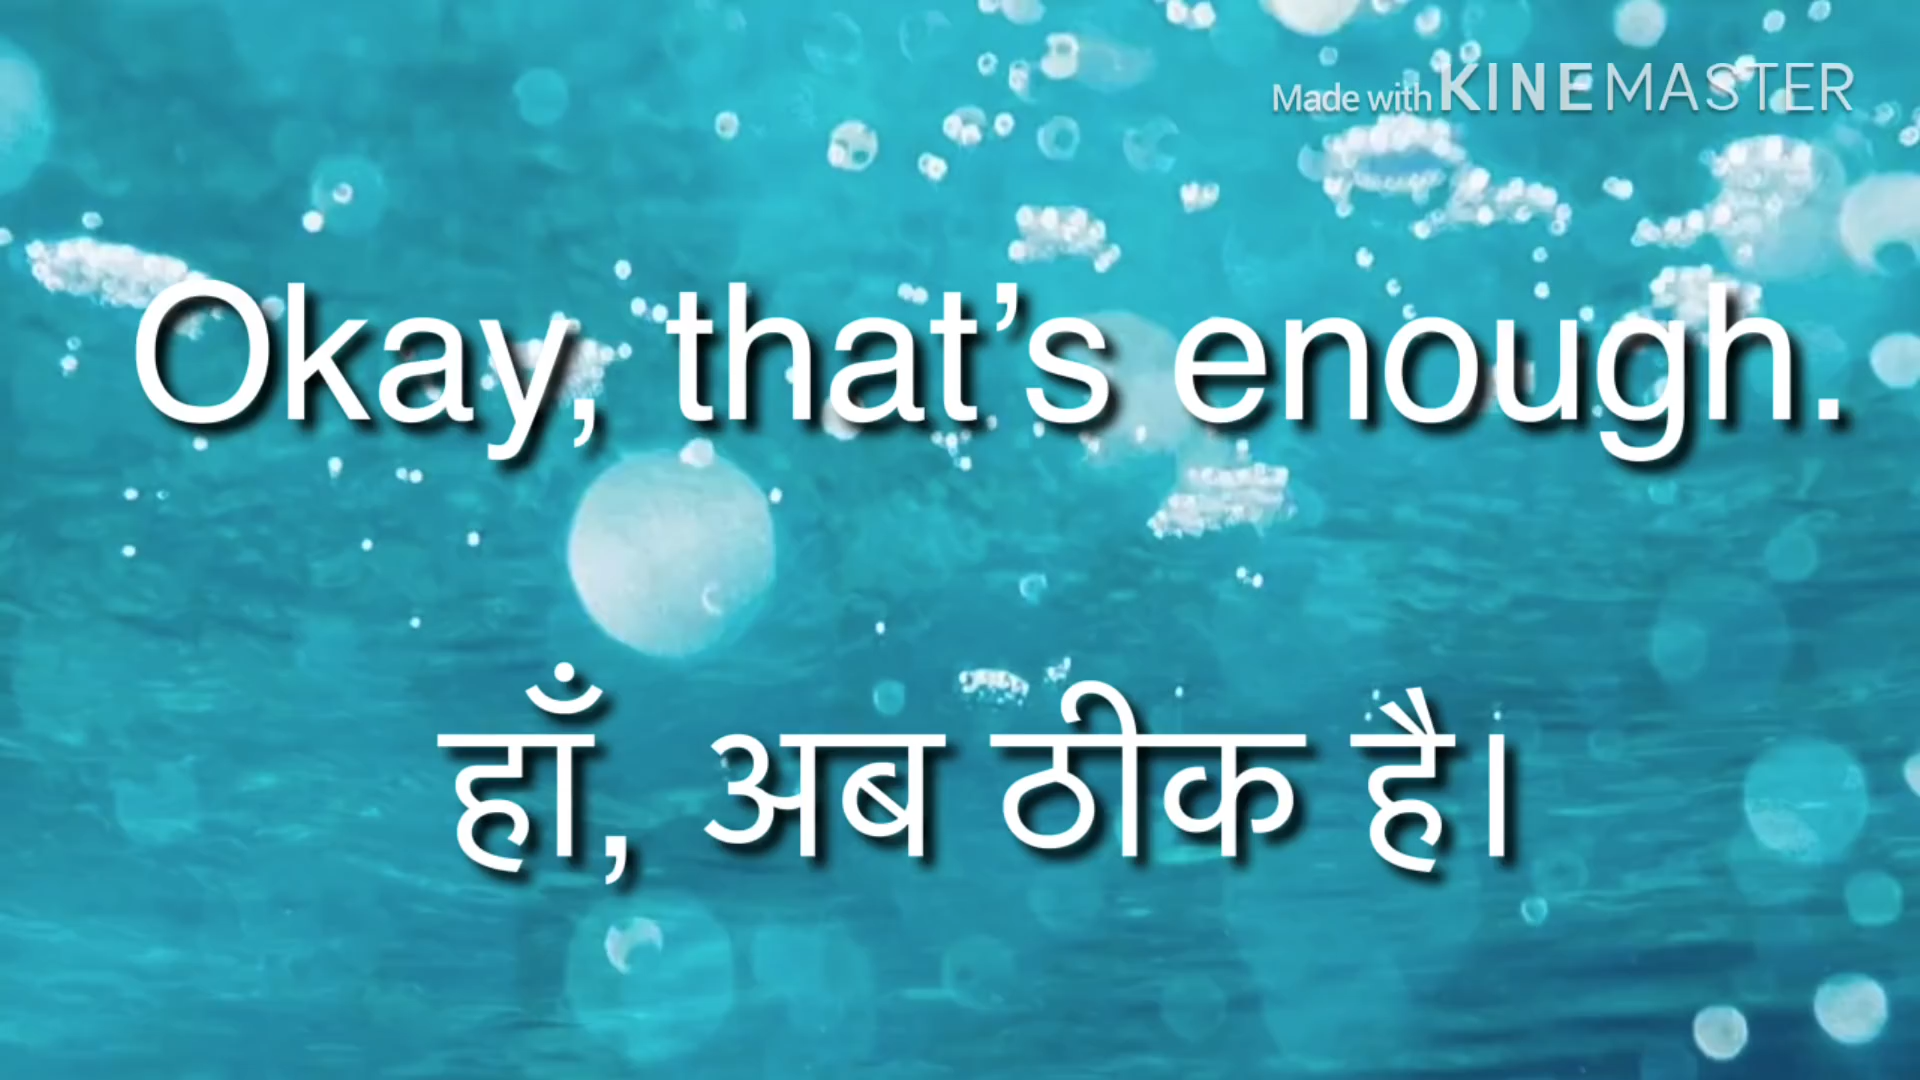 Made with KINEMASTER
Okay, that’s enough.
हाँ, अब ठीक है।